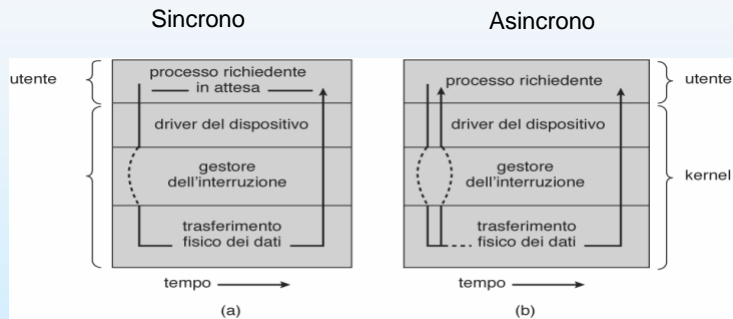 Sincrono
Asincrono
utente
processo richiedente
in attesa
driver del dispositivo
gestore
dell'interruzione
trasferimento
fisico dei dati
tempo
(a)
processo richiedente
utente
driver del dispositivo
gestore
dell'interruzione
kernel
trasferimento
fisico dei dati
tempo
(b)